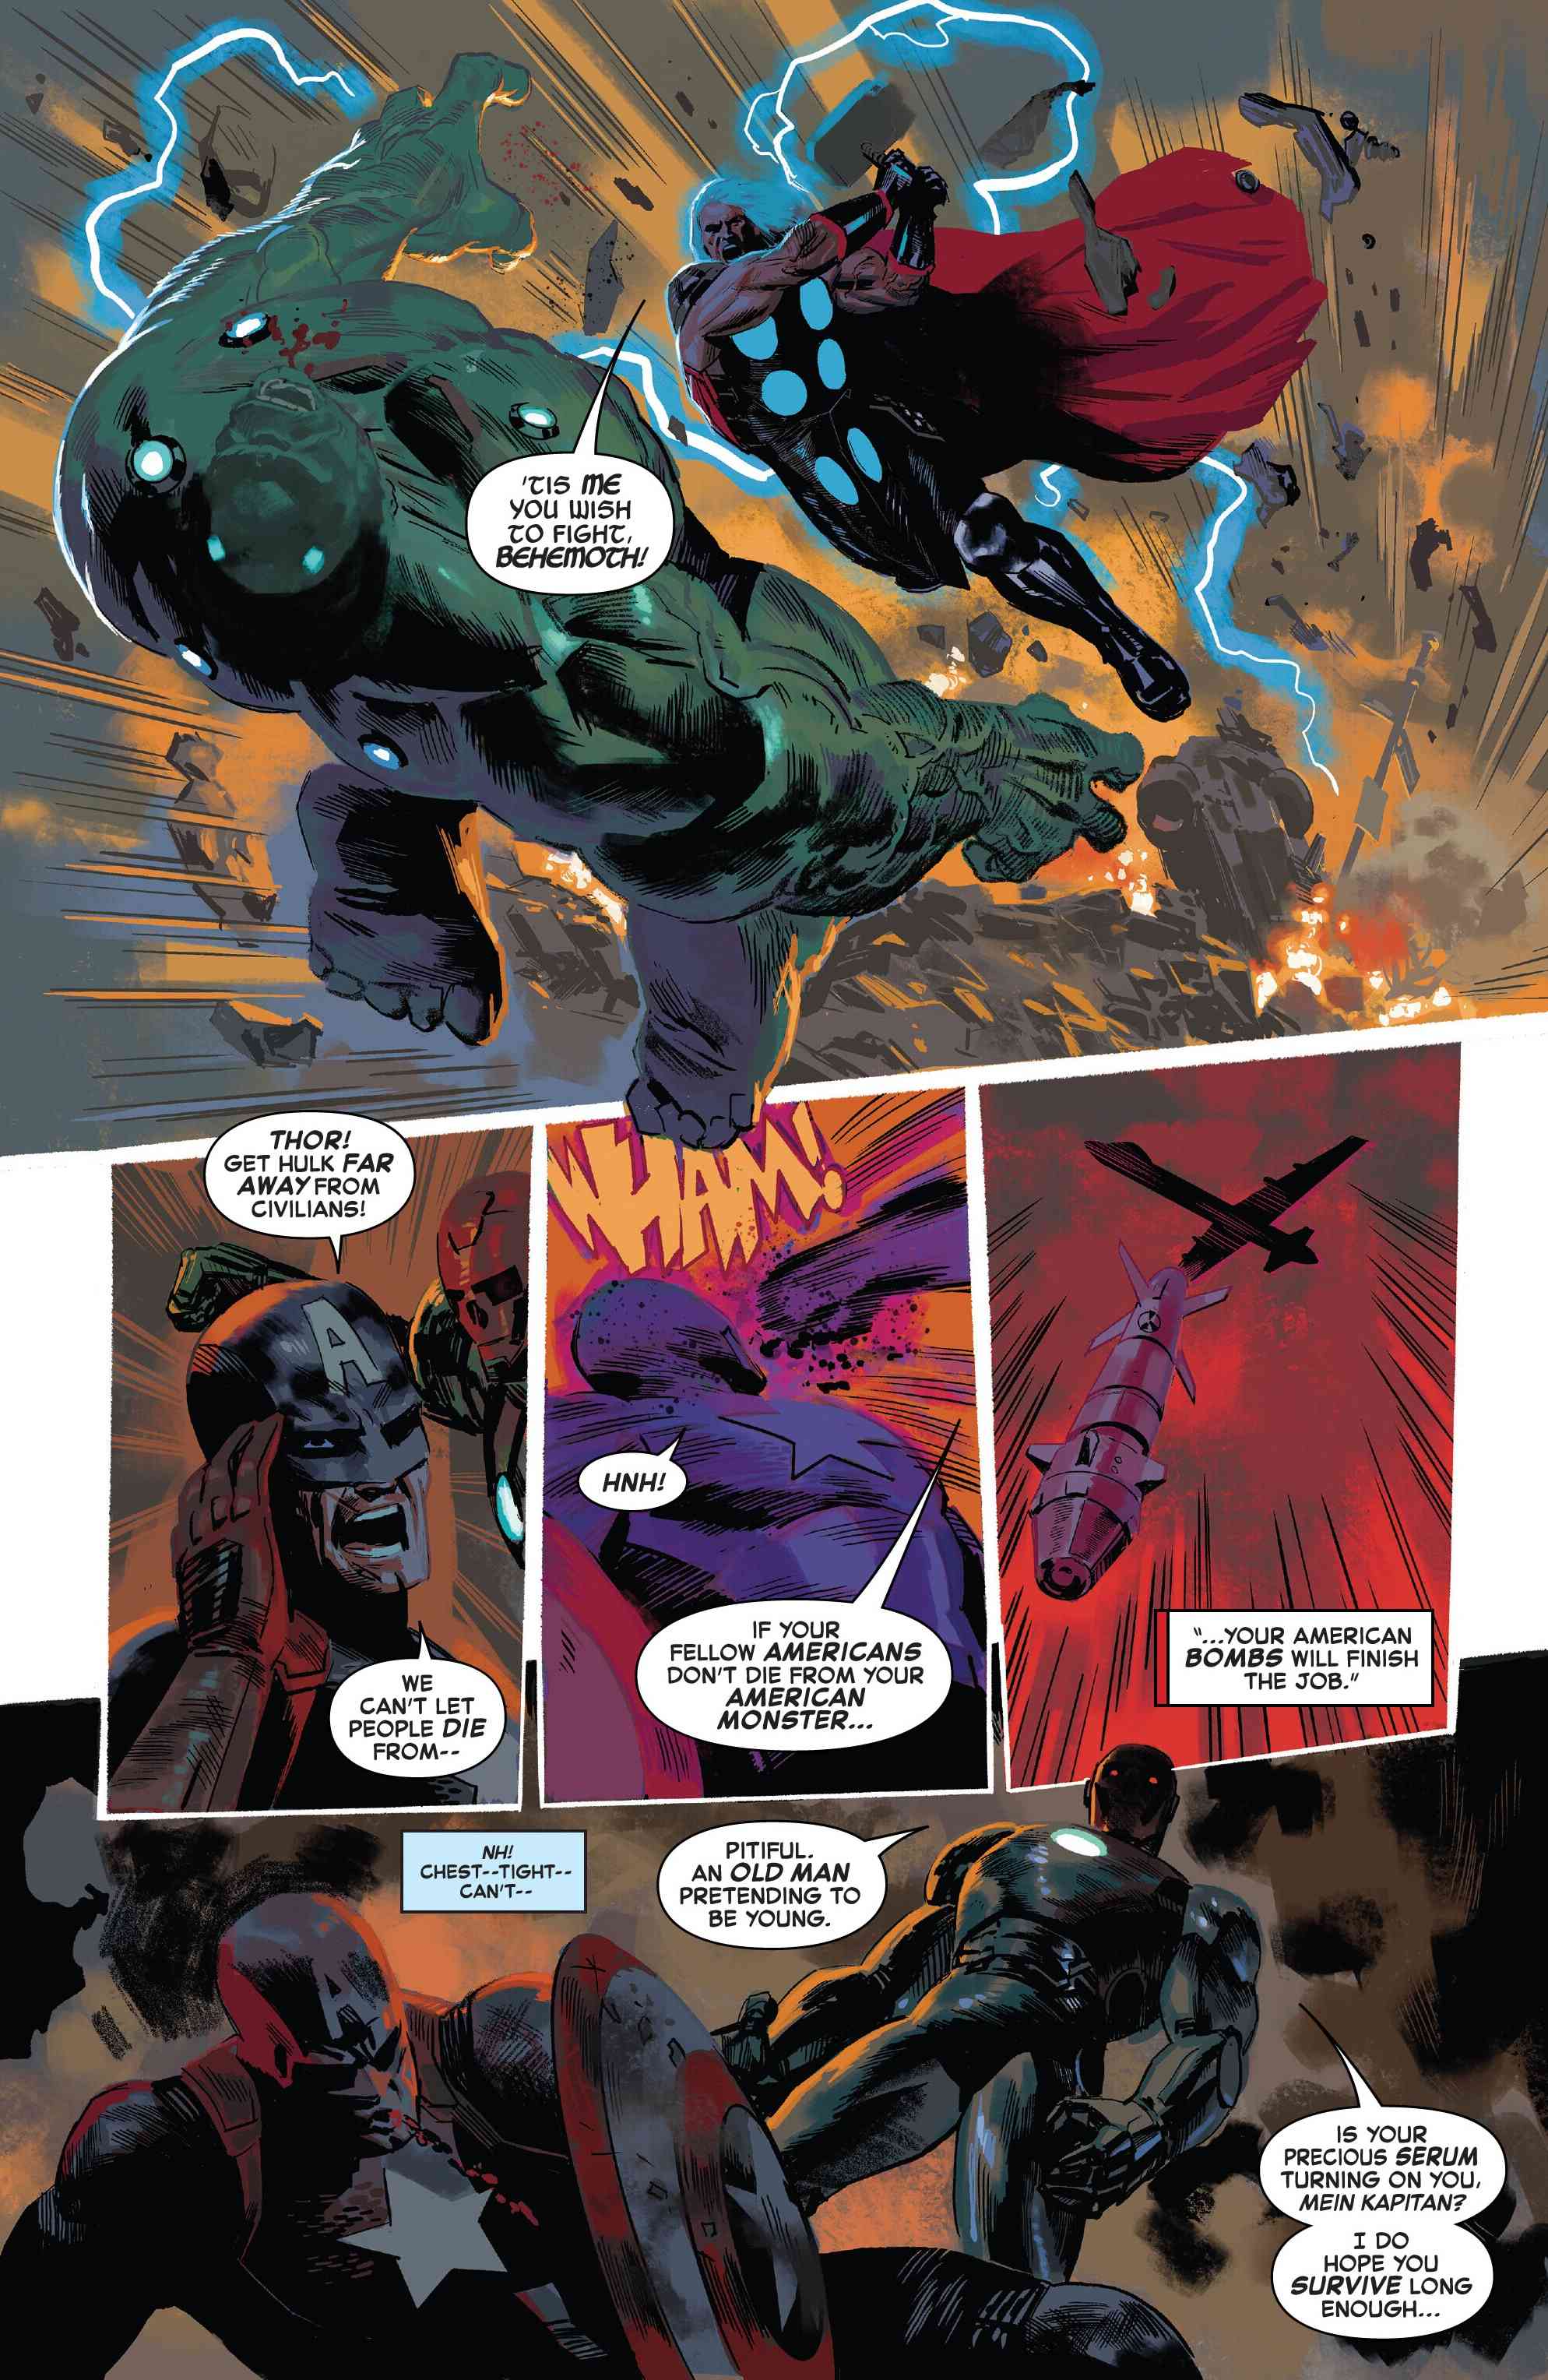 'TIS ME
YOU WISH
TO FIGHT,
BEHEMOTH!
THOR!
GET HULK FAR
AWAY FROM
CIVILIANS!
A
WE
CAN'T LET
PEOPLE DIE
FROM--
WHAM!
HNH!
IF YOUR
FELLOW AMERICANS
DON'T DIE FROM YOUR
AMERICAN
MONSTER...
"...YOUR AMERICAN
BOMBS WILL FINISH
THE JOB."
NH!
CHEST--TIGHT--
CAN'T--
PITIFUL.
AN OLD MAN
PRETENDING TO
BE YOUNG.
A
IS YOUR
PRECIOUS SERUM
TURNING ON YOU,
MEIN KAPITAN?
I DO
HOPE YOU
SURVIVE LONG
ENOUGH...